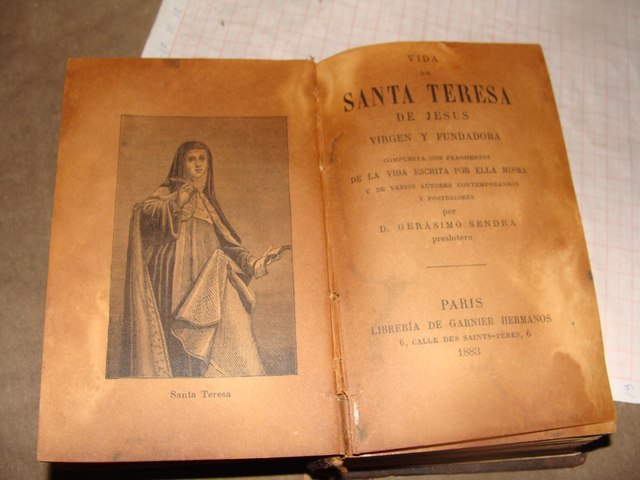 Santa Teresa
VIDA
DE
SANTA TERESA
DE JESUS
VIRGEN Y FUNDADORA
COMPUESTA CON FRAGMENTOS
DE LA VIDA ESCRITA POR ELLA MISMA
Y DE VARIOS AUTORES CONTEMPORANEOS
Y POSTERIORES
por
D. GERÁSIMO SENDRA
presbítero
PARIS
LIBRERÍA DE GARNIER HERMANOS
6, CALLE DES SAINTS-PÈRES, 6
1883